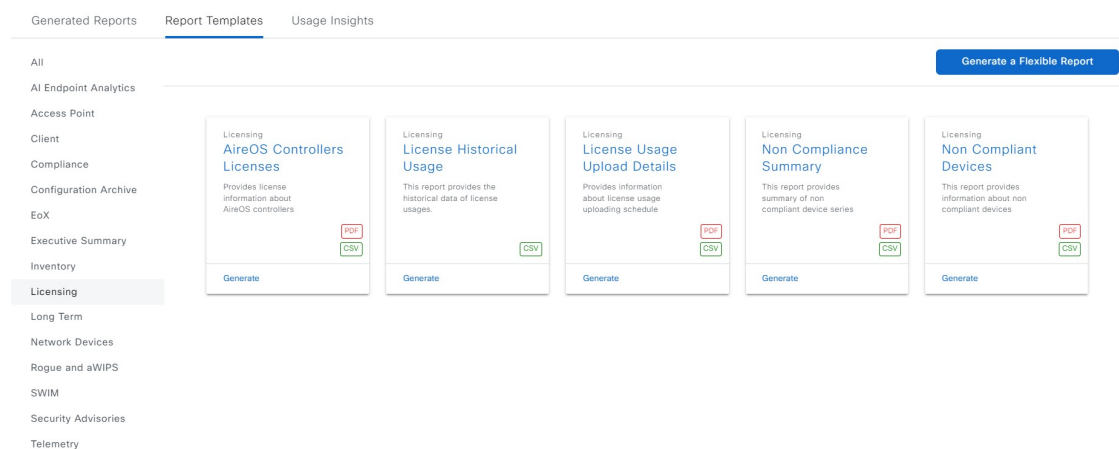 Generated Reports
Report Templates
Usage Insights
Generate a Flexible Report
All
AI Endpoint Analytics
Access Point
Client
Compliance
Configuration Archive
EoX
Executive Summary
Inventory
Licensing
Long Term
Network Devices
Rogue and aWIPS
SWIM
Security Advisories
Telemetry
Licensing
AireOS Controllers
Licenses
Provides license
information about
AireOS controllers
PDF
CSV
Generate
Licensing
License Historical
Usage
This report provides the
historical data of license
usages.
CSV
Generate
Licensing
License Usage
Upload Details
Provides information
about license usage
uploading schedule
PDF
CSV
Generate
Licensing
Non Compliance
Summary
This report provides
summary of non
compliant device series
PDF
CSV
Generate
Licensing
Non Compliant
Devices
This report provides
information about non
compliant devices
PDF
CSV
Generate